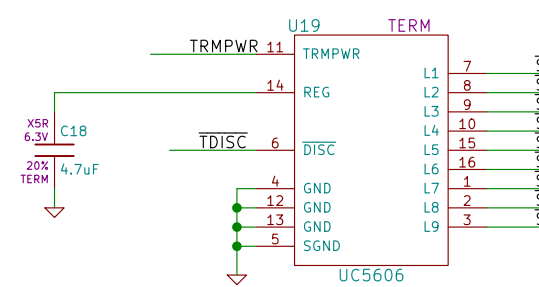 U19 TERM
TRMPWR 11 TRMPWR
14 REG
X5R
6.3V
C18
20%
TERM
4.7uF
TDISC 6 DISC
4 GND
12 GND
13 GND
5 SGND
L1 7
L2 8
L3 9
L4 10
L5 15
L6 16
L7 1
L8 2
L9 3
UC5606